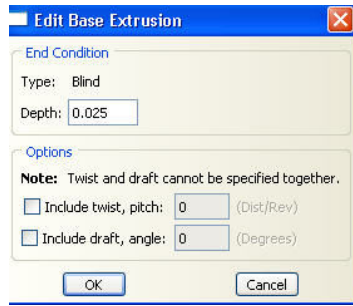 Edit Base Extrusion
End Condition
Type: Blind
Depth: 0.025
Options
Note: Twist and draft cannot be specified together.
Include twist, pitch: 0 (Dist/Rev)
Include draft, angle: 0 (Degrees)
OK Cancel